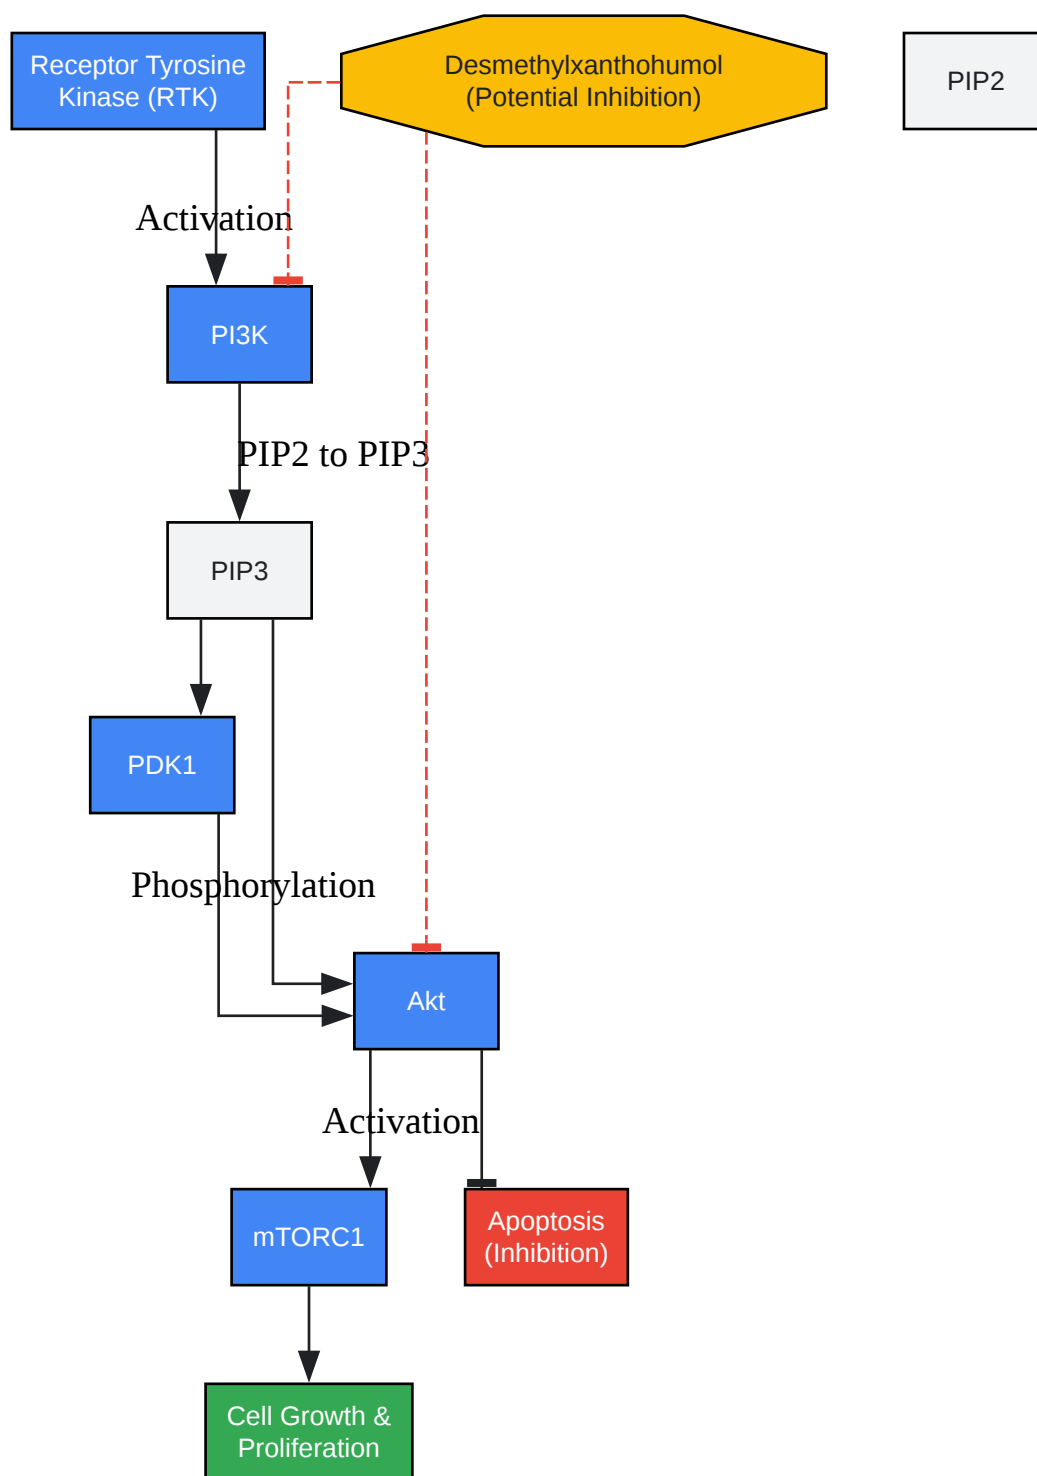 Receptor Tyrosine
Kinase (RTK)
Desmethylxanthohumol
(Potential Inhibition)
PIP2
Activation
PI3K
PIP2 to PIP3
PIP3
PDK1
Phosphorylation
Akt
Activation
mTORC1
Apoptosis
(Inhibition)
Cell Growth &
Proliferation